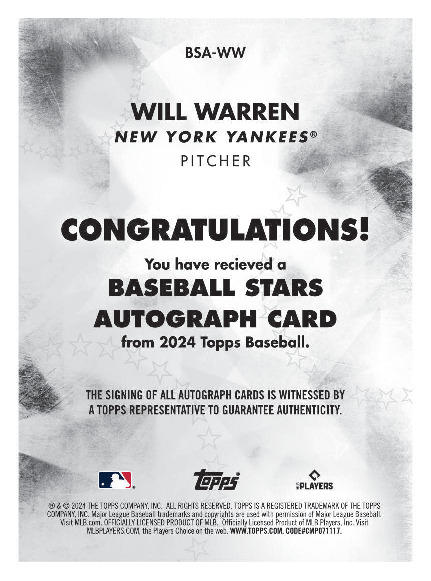 BSA-WW
WILL WARREN
NEW YORK YANKEES®
PITCHER
CONGRATULATIONS!
You have recieved a
BASEBALL STARS
AUTOGRAPH CARD
from 2024 Topps Baseball.
THE SIGNING OF ALL AUTOGRAPH CARDS IS WITNESSED BY
A TOPPS REPRESENTATIVE TO GUARANTEE AUTHENTICITY.
topps
PLAYERS
® & © 2024 THE TOPPS COMPANY, INC. ALL RIGHTS RESERVED. TOPPS IS A REGISTERED TRADEMARK OF THE TOPPS
COMPANY, INC. Major League Baseball trademarks and copyrights are used with permission of Major League Baseball.
Visit MLB.com. OFFICIALLY LICENSED PRODUCT OF MLB. Officially Licensed Product of MLB Players, Inc. Visit
MLBPLAYERS.COM, the Players Choice on the web. WWW.TOPPS.COM. CODE#CMP071117.